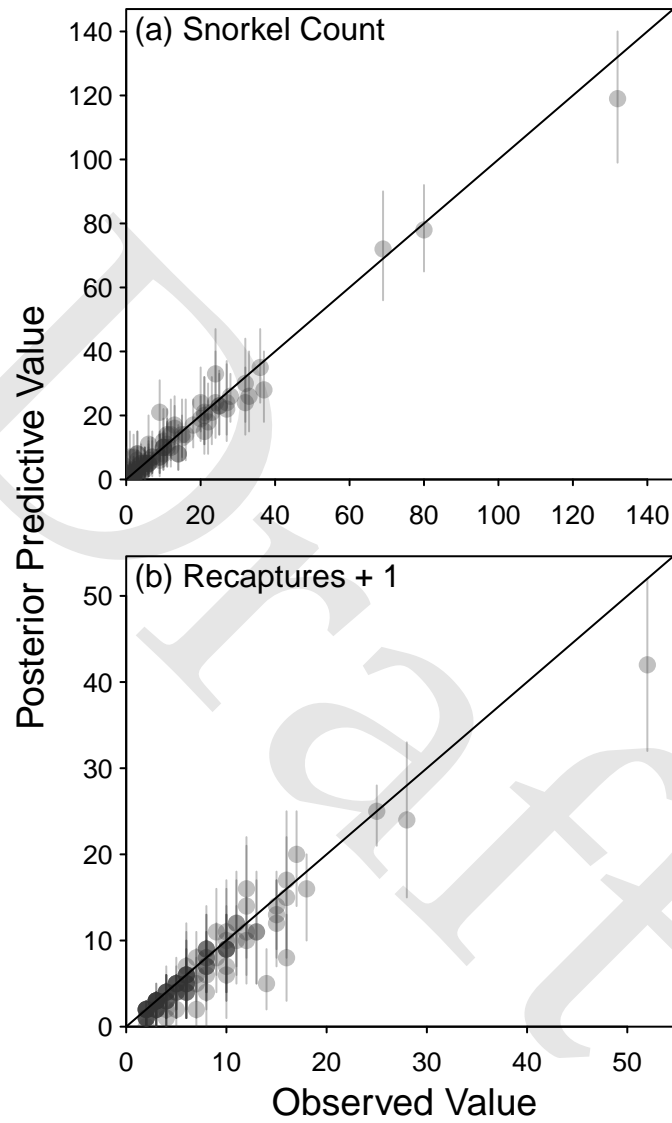 Draft
Posterior Predictive Value
(a) Snorkel Count
140
120
100
80
60
40
20
0
0 20 40 60 80 100 120 140
(b) Recaptures + 1
50
40
30
20
10
0
0 10 20 30 40 50
Observed Value